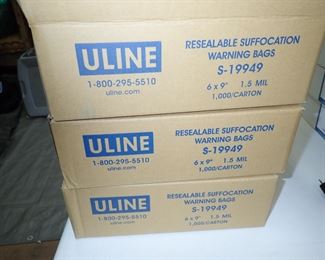 ULINE
1-800-295-5510
uline.com
RESEALABLE SUFFOCATION
WARNING BAGS
S-19949
6 x 9" 1.5 MIL
1,000/CARTON
ULINE
1-800-295-5510
uline.com
RESEALABLE SUFFOCATION
WARNING BAGS
S-19949
6 x 9" 1.5 MIL
1,000/CARTON
ULINE
1-800-295-5510
uline.com
RESEALABLE SUFFOCATION
WARNING BAGS
S-19949
6 x 9" 1.5 MIL
1,000/CARTON